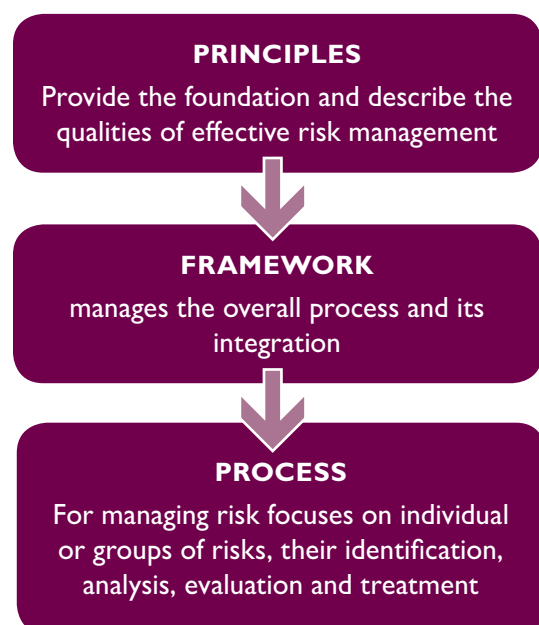 PRINCIPLES
Provide the foundation and describe the
qualities of effective risk management
FRAMEWORK
manages the overall process and its
integration
PROCESS
For managing risk focuses on individual
or groups of risks, their identification,
analysis, evaluation and treatment